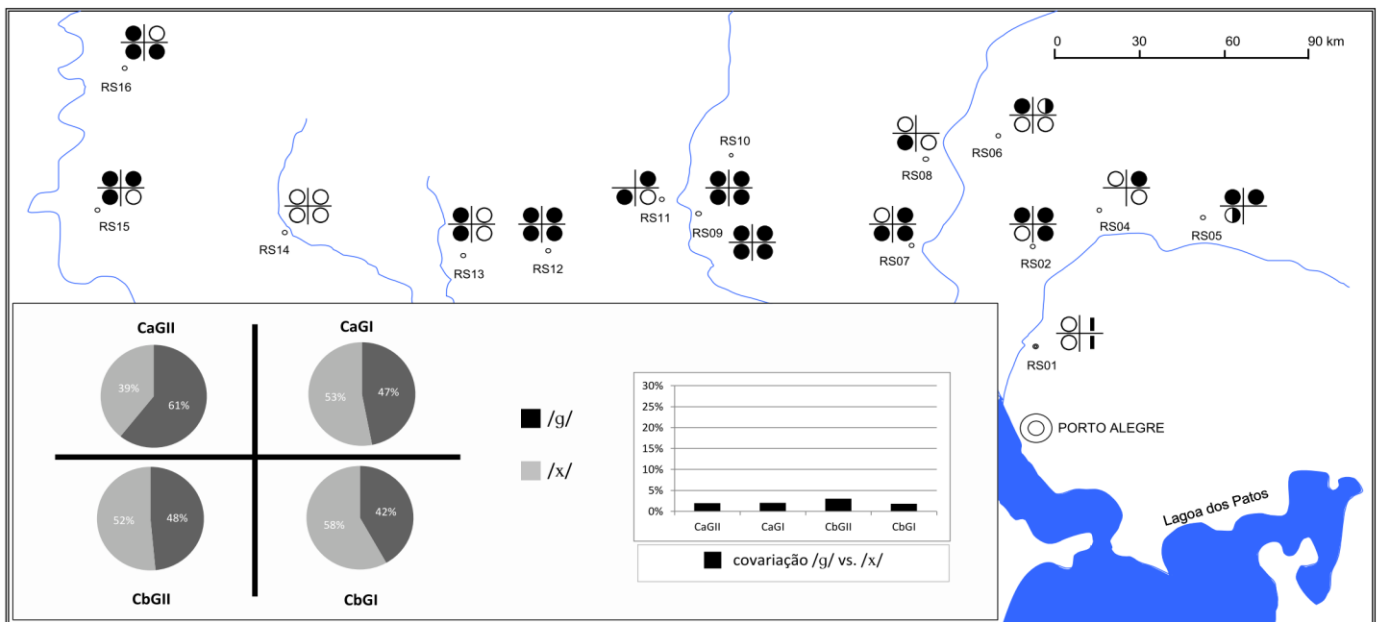 0 30 60 90 km
RS16
RS10
RS06
RS08
RS15
RS11
RS09
RS04
RS05
RS14
RS13
RS12
RS07
RS02
RS01
PORTO ALEGRE
Lagoa dos Patos
CaGII CaGI
39% 61%
53% 47%
52% 48%
58% 42%
CbGII CbGI
/g/
/x/
30%
25%
20%
15%
10%
5%
0%
CaGII CaGI CbGII CbGI
covariação /g/ vs. /x/